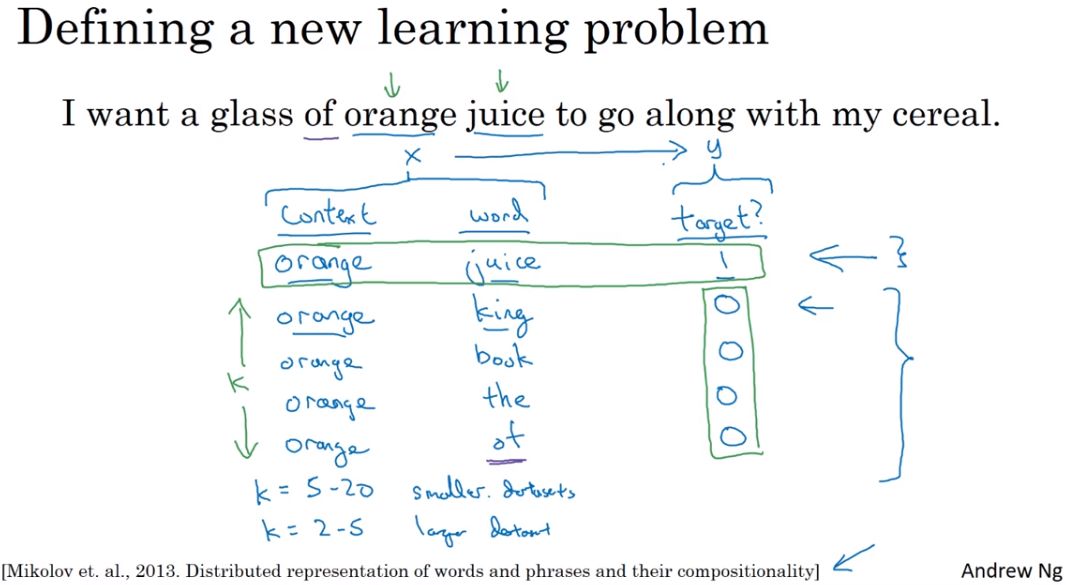 Defining a new learning problem
I want a glass of orange juice to go along with my cereal.
x y
context word target?
orange juice 1
orange king 0
orange book 0
k orange the 0
orange of 0
k = 5-20 smaller. datasets
k = 2-5 larger dataset
[Mikolov et. al., 2013. Distributed representation of words and phrases and their compositionality] Andrew Ng